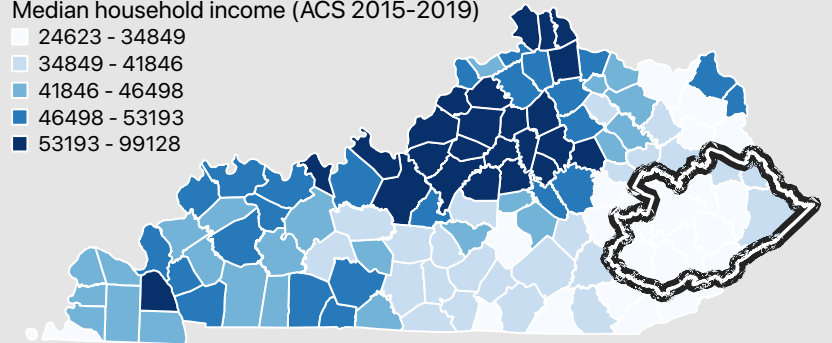 Median household income (ACS 2015-2019)
24623 - 34849
34849 - 41846
41846 - 46498
46498 - 53193
53193 - 99128